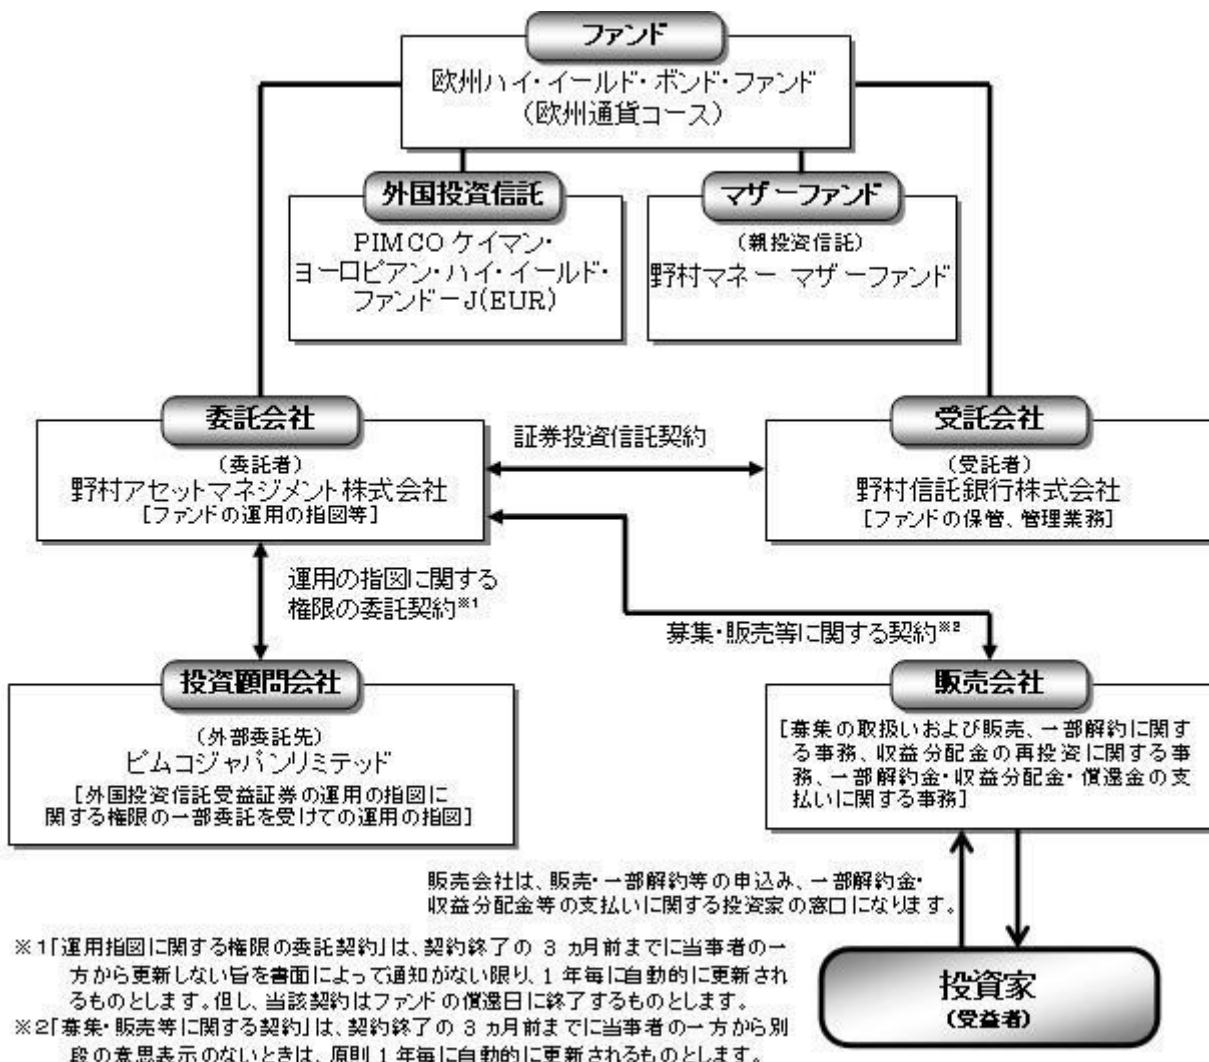 ファンド
欧州ハイ・イールド・ボンド・ファンド
（欧州通貨コース）
外国投資信託
PIMCO ケイマン・
ヨーロピアン・ハイ・イールド・
ファンドーJ(EUR)
マザーファンド
（親投資信託）
野村マネー マザーファンド
委託会社
（委託者）
野村アセットマネジメント株式会社
［ファンドの運用の指図等］
証券投資信託契約
受託会社
（受託者）
野村信託銀行株式会社
［ファンドの保管、管理業務］
運用の指図に関する
権限の委託契約※1
募集・販売等に関する契約※2
投資顧問会社
（外部委託先）
ピムコジャパンリミテッド
［外国投資信託受益証券の運用の指図に
関する権限の一部委託を受けての運用の指図］
販売会社
［募集の取扱いおよび販売、一部解約に関す
る事務、収益分配金の再投資に関する事
務、一部解約金・収益分配金・償還金の支
払いに関する事務］
販売会社は、販売・一部解約等の申込み、一部解約金・
収益分配金等の支払いに関する投資家の窓口になります。
※1「運用指図に関する権限の委託契約」は、契約終了の 3 ヵ月前までに当事者の一
方から更新しない旨を書面によって通知がない限り、1 年毎に自動的に更新され
るものとします。但し、当該契約はファンドの償還日に終了するものとします。
※2「募集・販売等に関する契約」は、契約終了の 3 ヵ月前までに当事者の一方から別
段の意思表示のないときは、原則 1 年毎に自動的に更新されるものとします。
投資家
（受益者）